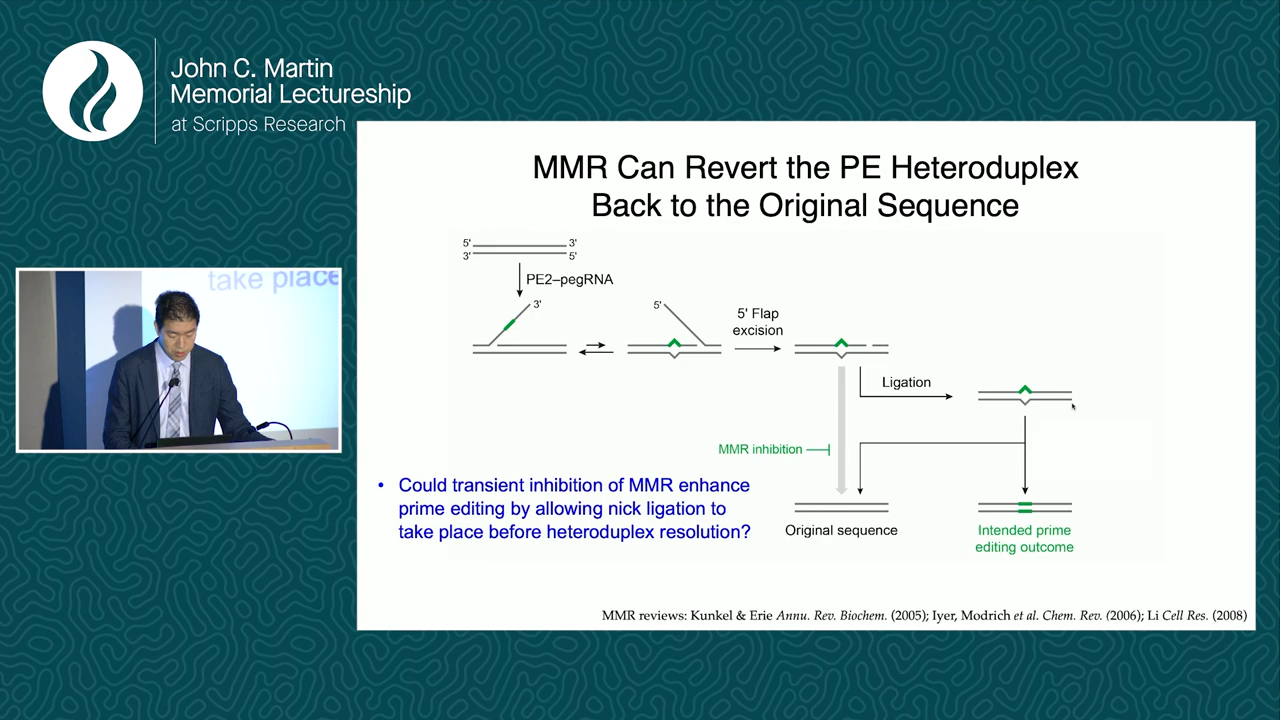 John C. Martin
Memorial Lectureship
at Scripps Research
MMR Can Revert the PE Heteroduplex
Back to the Original Sequence
5' 3'
3' 5'
PE2–pegRNA
3'
5'
5' Flap
excision
Ligation
MMR inhibition
• Could transient inhibition of MMR enhance
prime editing by allowing nick ligation to
take place before heteroduplex resolution?
Original sequence
Intended prime
editing outcome
MMR reviews: Kunkel & Erie Annu. Rev. Biochem. (2005); Iyer, Modrich et al. Chem. Rev. (2006); Li Cell Res. (2008)
take place